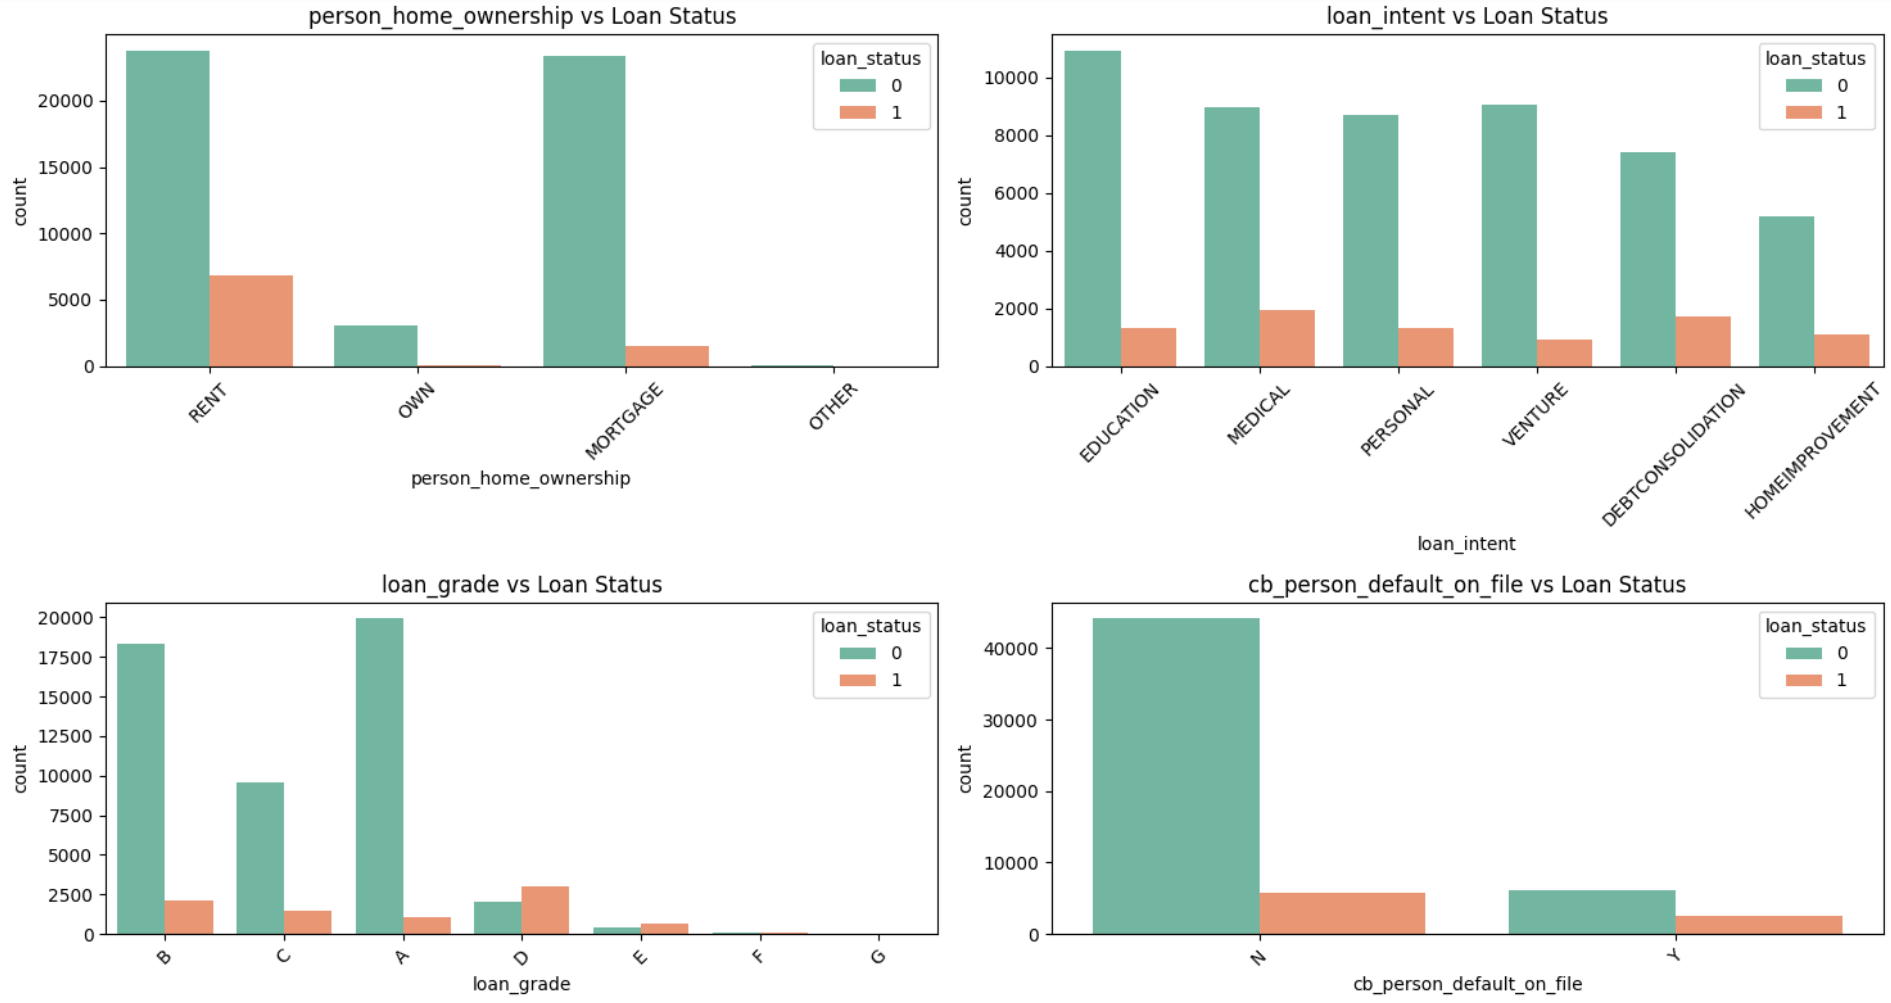 person_home_ownership vs Loan Status
count
20000
15000
10000
5000
0
loan_status
0
1
RENT
OWN
MORTGAGE
OTHER
person_home_ownership
loan_intent vs Loan Status
count
10000
8000
6000
4000
2000
0
loan_status
0
1
EDUCATION
MEDICAL
PERSONAL
VENTURE
DEBTCONSOLIDATION
HOMEIMPROVEMENT
loan_intent
loan_grade vs Loan Status
count
20000
17500
15000
12500
10000
7500
5000
2500
0
loan_status
0
1
B
C
A
D
E
F
G
loan_grade
cb_person_default_on_file vs Loan Status
count
40000
30000
20000
10000
0
loan_status
0
1
N
Y
cb_person_default_on_file